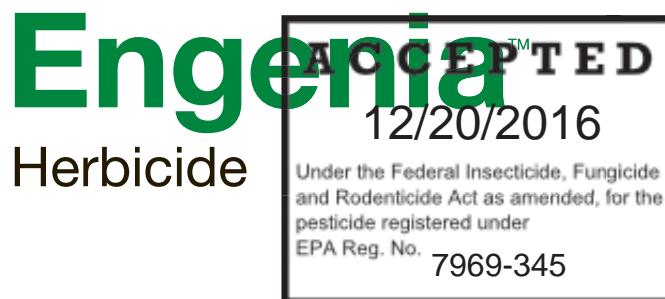 Engenia™
Herbicide
ACCEPTED
12/20/2016
Under the Federal Insecticide, Fungicide
and Rodenticide Act as amended, for the
pesticide registered under
EPA Reg. No. 7969-345